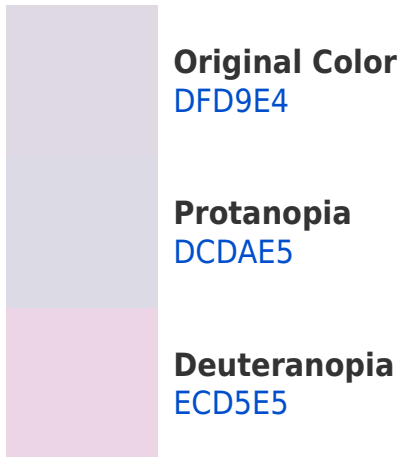 Original Color
DFD9E4
Protanopia
DCDAE5
Deuteranopia
ECD5E5